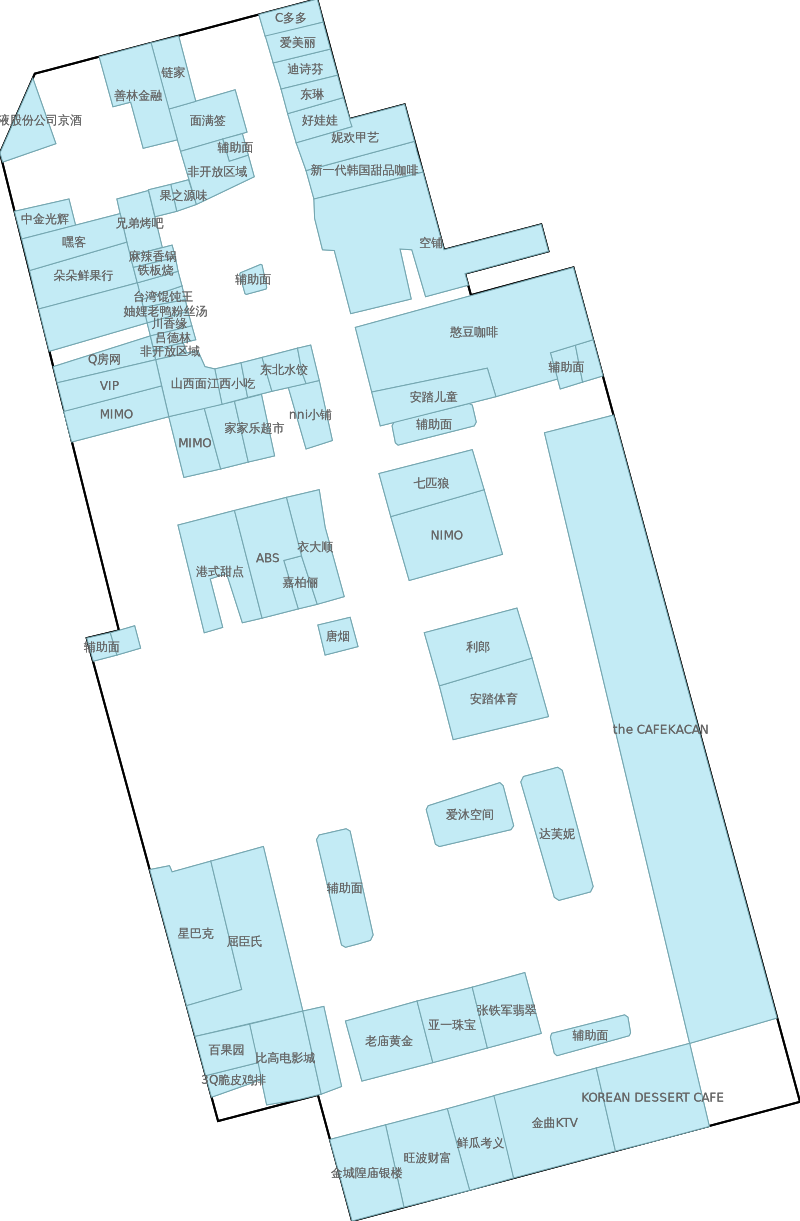 C多多
爱美丽
链家
迪诗芬
善林金融
东琳
液股份公司京酒
面满签
好娃娃
妮欢甲艺
辅助面
非开放区域
新一代韩国甜品咖啡
果之源味
中金光辉
兄弟烤吧
嘿客
空铺
麻辣香锅
铁板烧
朵朵鲜果行
辅助面
台湾馄饨王
妯娌老鸭粉丝汤
川香缘
憨豆咖啡
吕德林
非开放区域
Q房网
辅助面
东北水饺
VIP
山西面江西小吃
安踏儿童
MIMO
nni小铺
辅助面
家家乐超市
MIMO
七匹狼
NIMO
衣大顺
ABS
港式甜点
嘉柏俪
唐烟
辅助面
利郎
安踏体育
the CAFEKACAN
爱沐空间
达芙妮
辅助面
星巴克
屈臣氏
张铁军翡翠
亚一珠宝
辅助面
老庙黄金
百果园
比高电影城
3Q脆皮鸡排
KOREAN DESSERT CAFE
金曲KTV
鲜瓜考义
旺波财富
金城隍庙银楼